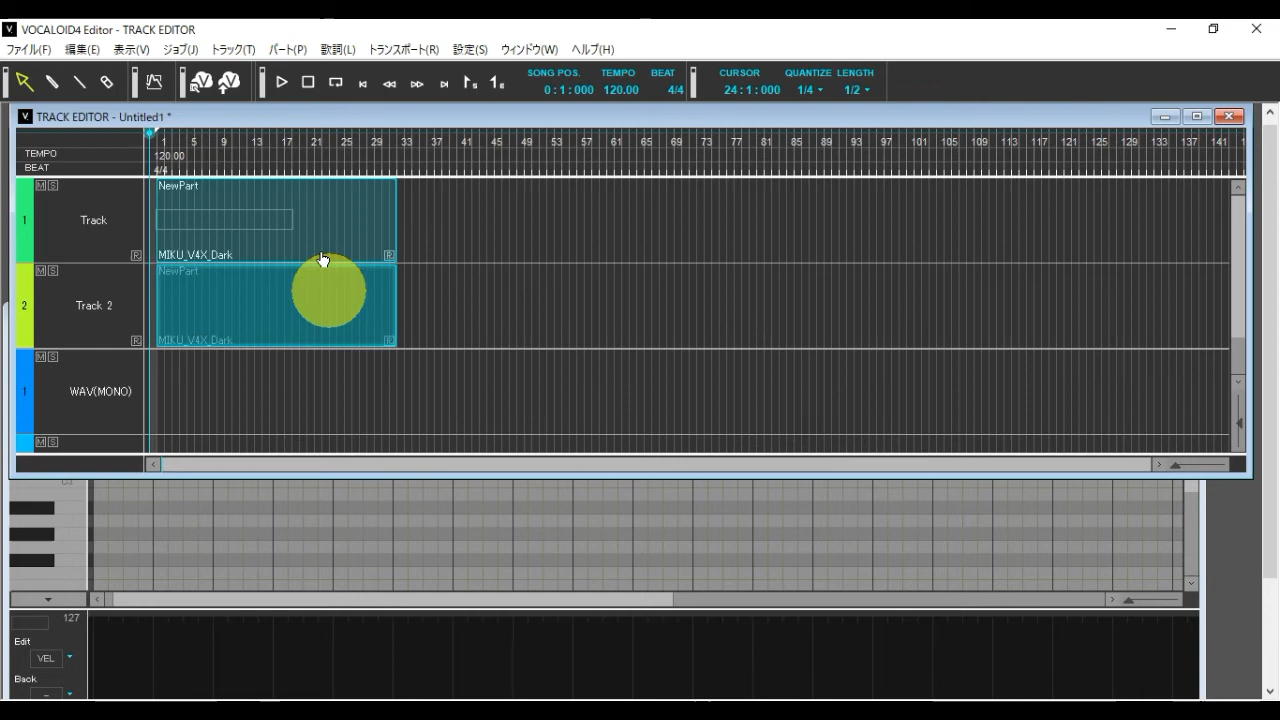 VOCALOID4 Editor - TRACK EDITOR
ファイル(F) 編集(E) 表示(V) ジョブ(J) トラック(T) パート(P) 歌詞(L) トランスポート(R) 設定(S) ウィンドウ(W) ヘルプ(H)
SONG POS. TEMPO BEAT CURSOR QUANTIZE LENGTH
0 : 1 : 000 120.00 4/4 24 : 1 : 000 1/4 1/2
TRACK EDITOR - Untitled1 *
1 5 9 13 17 21 25 29 33 37 41 45 49 53 57 61 65 69 73 77 81 85 89 93 97 101 105 109 113 117 121 125 129 133 137 141
TEMPO 120.00
BEAT 4/4
M S NewPart
1 Track
R MIKU_V4X_Dark R
M S NewPart
2 Track 2
R MIKU_V4X_Dark R
M S
1 WAV(MONO)
M S
127
Edit
VEL
Back